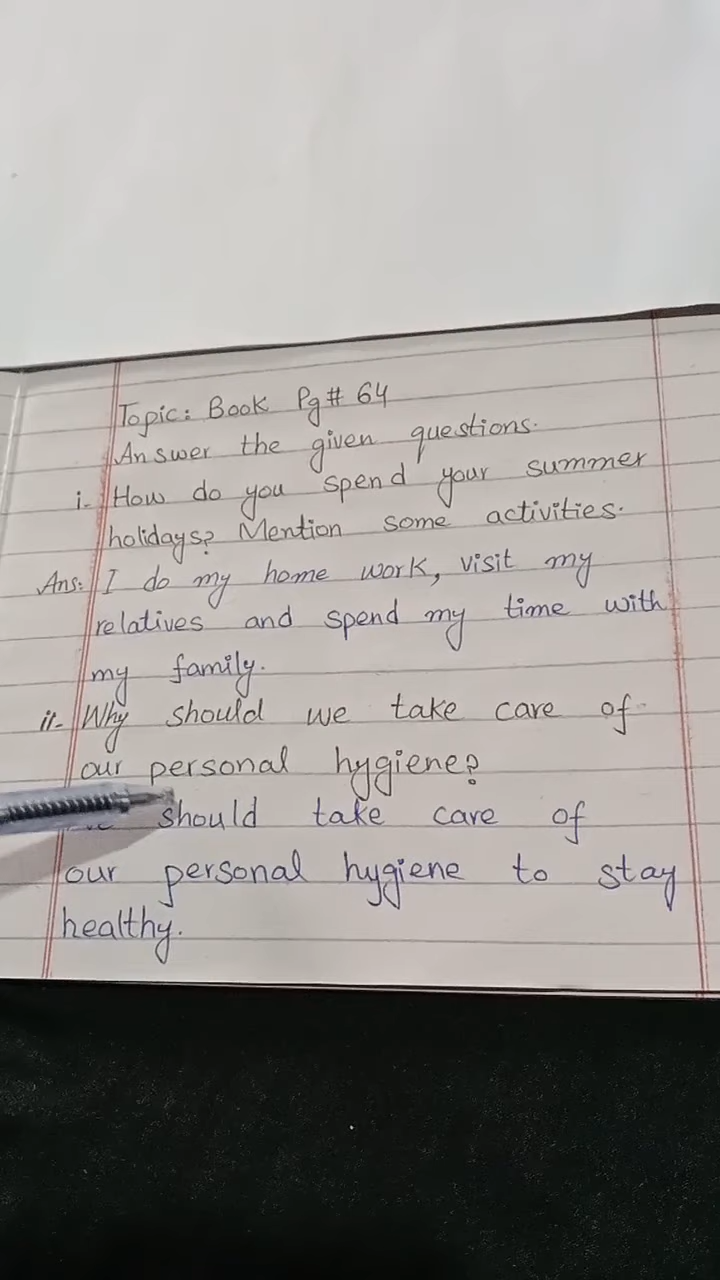 Topic: Book Pg# 64
Answer the given questions.
i- How do you spend your summer
holidays? Mention some activities.
Ans: I do my home work, visit my
relatives and spend my time with
my family.
ii- Why should we take care of
our personal hygiene?
should take care of
our personal hygiene to stay
healthy.